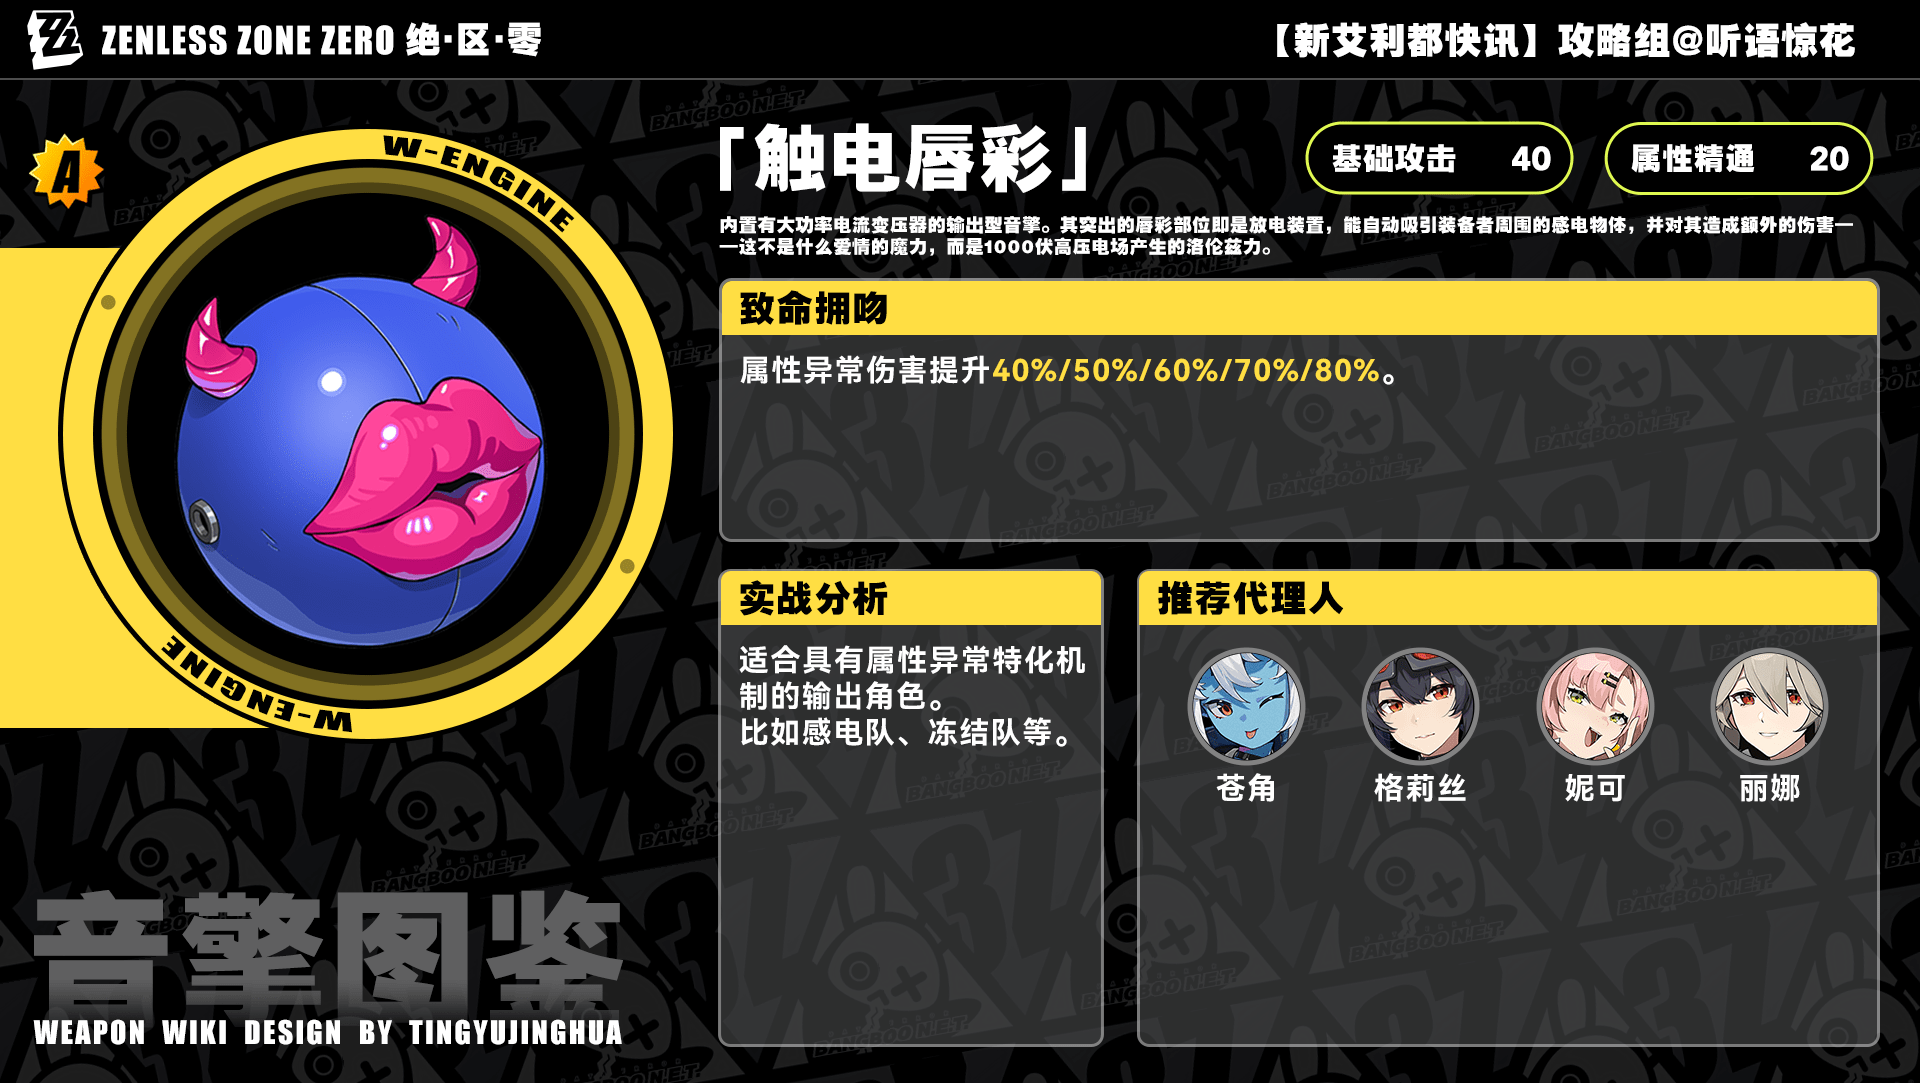 ZENLESS ZONE ZERO 绝·区·零
【新艾利都快讯】攻略组@听语惊花
A
W-ENGINE
W-ENGINE
「触电唇彩」
基础攻击 40
属性精通 20
内置有大功率电流变压器的输出型音擎。其突出的唇彩部位即是放电装置，能自动吸引装备者周围的感电物体，并对其造成额外的伤害一
一这不是什么爱情的魔力，而是1000伏高压电场产生的洛伦兹力。
致命拥吻
属性异常伤害提升40%/50%/60%/70%/80%。
实战分析
适合具有属性异常特化机
制的输出角色。
比如感电队、冻结队等。
推荐代理人
苍角
格莉丝
妮可
丽娜
音擎图鉴
WEAPON WIKI DESIGN BY TINGYUJINGHUA
BANGBOO N.ET.